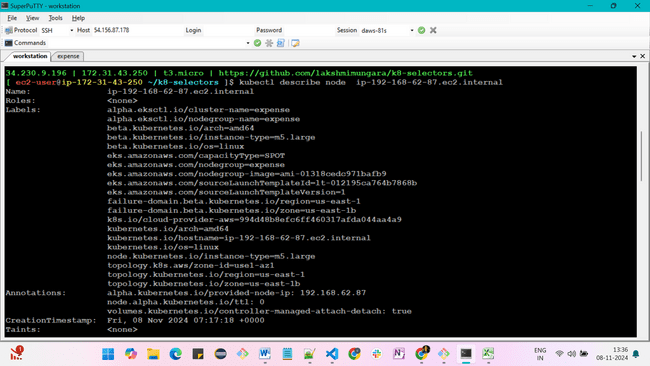 SuperPuTTY - workstation
File View Tools Help
Protocol SSH Host 54.156.87.178 Login Password Session daws-81s
Commands
workstation expense
34.230.9.196 | 172.31.43.250 | t3.micro | https://github.com/lakshmimungara/k8-selectors.git
[ ec2-user@ip-172-31-43-250 ~/k8-selectors ]$ kubectl describe node ip-192-168-62-87.ec2.internal
Name: ip-192-168-62-87.ec2.internal
Roles: <none>
Labels: alpha.eksctl.io/cluster-name=expense
alpha.eksctl.io/nodegroup-name=expense
beta.kubernetes.io/arch=amd64
beta.kubernetes.io/instance-type=m5.large
beta.kubernetes.io/os=linux
eks.amazonaws.com/capacityType=SPOT
eks.amazonaws.com/nodegroup=expense
eks.amazonaws.com/nodegroup-image=ami-01318cedc971bafb9
eks.amazonaws.com/sourceLaunchTemplateId=lt-012195ca764b7868b
eks.amazonaws.com/sourceLaunchTemplateVersion=1
failure-domain.beta.kubernetes.io/region=us-east-1
failure-domain.beta.kubernetes.io/zone=us-east-1b
k8s.io/cloud-provider-aws=994d48b8efc6ff460317afda044aa4a9
kubernetes.io/arch=amd64
kubernetes.io/hostname=ip-192-168-62-87.ec2.internal
kubernetes.io/os=linux
node.kubernetes.io/instance-type=m5.large
topology.k8s.aws/zone-id=use1-az1
topology.kubernetes.io/region=us-east-1
topology.kubernetes.io/zone=us-east-1b
Annotations: alpha.kubernetes.io/provided-node-ip: 192.168.62.87
node.alpha.kubernetes.io/ttl: 0
volumes.kubernetes.io/controller-managed-attach-detach: true
CreationTimestamp: Fri, 08 Nov 2024 07:17:18 +0000
Taints: <none>
ENG
IN
13:36
08-11-2024